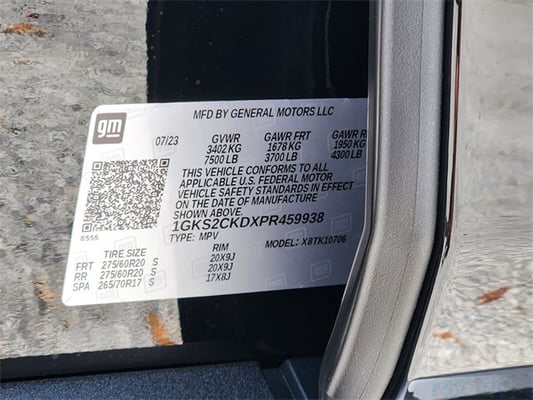 gm
MFD BY GENERAL MOTORS LLC
07/23 GVWR GAWR FRT GAWR R
3402 KG 1678 KG 1950 KG
7500 LB 3700 LB 4300 LB
THIS VEHICLE CONFORMS TO ALL
APPLICABLE U.S. FEDERAL MOTOR
VEHICLE SAFETY STANDARDS IN EFFECT
ON THE DATE OF MANUFACTURE
SHOWN ABOVE.
1GKS2CKDXPR459938
8555
TYPE: MPV MODEL: X8TK10706
TIRE SIZE RIM
FRT 275/60R20 S 20X9J
RR 275/60R20 S 20X9J
SPA 265/70R17 S 17X8J